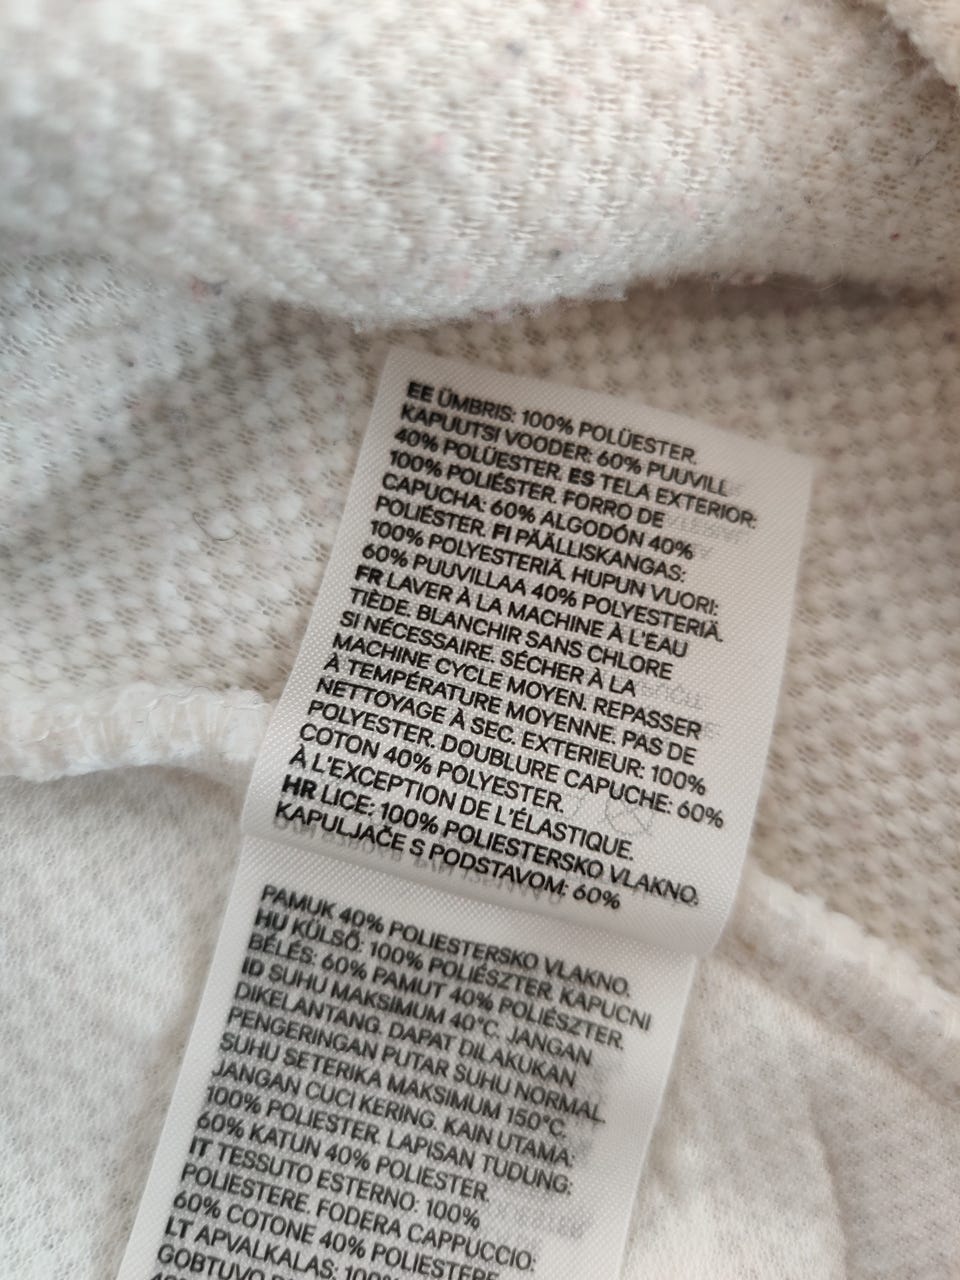 EE ÜMBRIS: 100% POLÜESTER.
KAPUUTSI VOODER: 60% PUUVILL
40% POLÜESTER. ES TELA EXTERIOR:
100% POLIÉSTER. FORRO DE
CAPUCHA: 60% ALGODÓN 40%
POLIÉSTER. FI PÄÄLLISKANGAS:
100% POLYESTERIÄ. HUPUN VUORI:
60% PUUVILLAA 40% POLYESTERIÄ.
FR LAVER À LA MACHINE À L'EAU
TIÈDE. BLANCHIR SANS CHLORE
SI NÉCESSAIRE. SÉCHER À LA
MACHINE CYCLE MOYEN. REPASSER
À TEMPÉRATURE MOYENNE. PAS DE
NETTOYAGE À SEC. EXTERIEUR: 100%
POLYESTER. DOUBLURE CAPUCHE: 60%
COTON 40% POLYESTER.
À L'EXCEPTION DE L'ÉLASTIQUE.
HR LICE: 100% POLIESTERSKO VLAKNO.
KAPULJAČE S PODSTAVOM: 60%
PAMUK 40% POLIESTERSKO VLAKNO.
HU KÜLSŐ: 100% POLIÉSZTER. KAPUCNI
BÉLÉS: 60% PAMUT 40% POLIÉSZTER.
ID SUHU MAKSIMUM 40°C. JANGAN
DIKELANTANG. DAPAT DILAKUKAN
PENGERINGAN PUTAR SUHU NORMAL.
SUHU SETERIKA MAKSIMUM 150°C.
JANGAN CUCI KERING. KAIN UTAMA:
100% POLIESTER. LAPISAN TUDUNG:
60% KATUN 40% POLIESTER.
IT TESSUTO ESTERNO: 100%
POLIESTERE. FODERA CAPPUCCIO:
60% COTONE 40% POLIESTERE
LT APVALKALAS: 100%
GOBTUVO